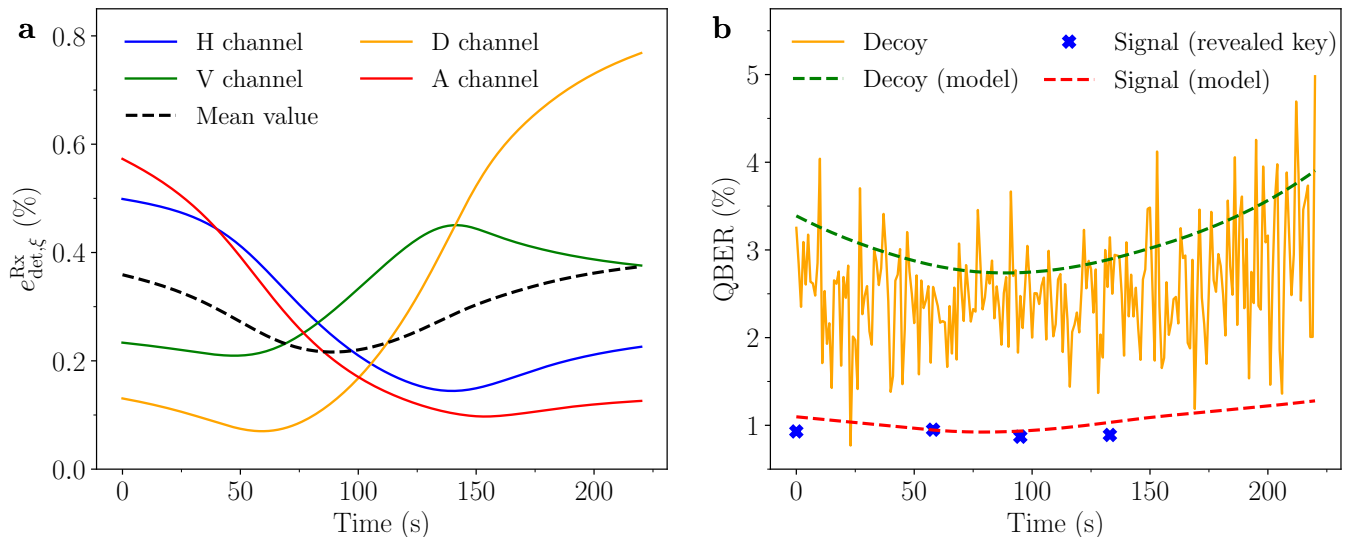 a
H channel
V channel
Mean value
D channel
A channel
0.8
0.6
0.4
0.2
0.0
e^Rx_det,ξ (%)
0 50 100 150 200
Time (s)
b
Decoy
Decoy (model)
Signal (revealed key)
Signal (model)
5
4
3
2
1
QBER (%)
0 50 100 150 200
Time (s)